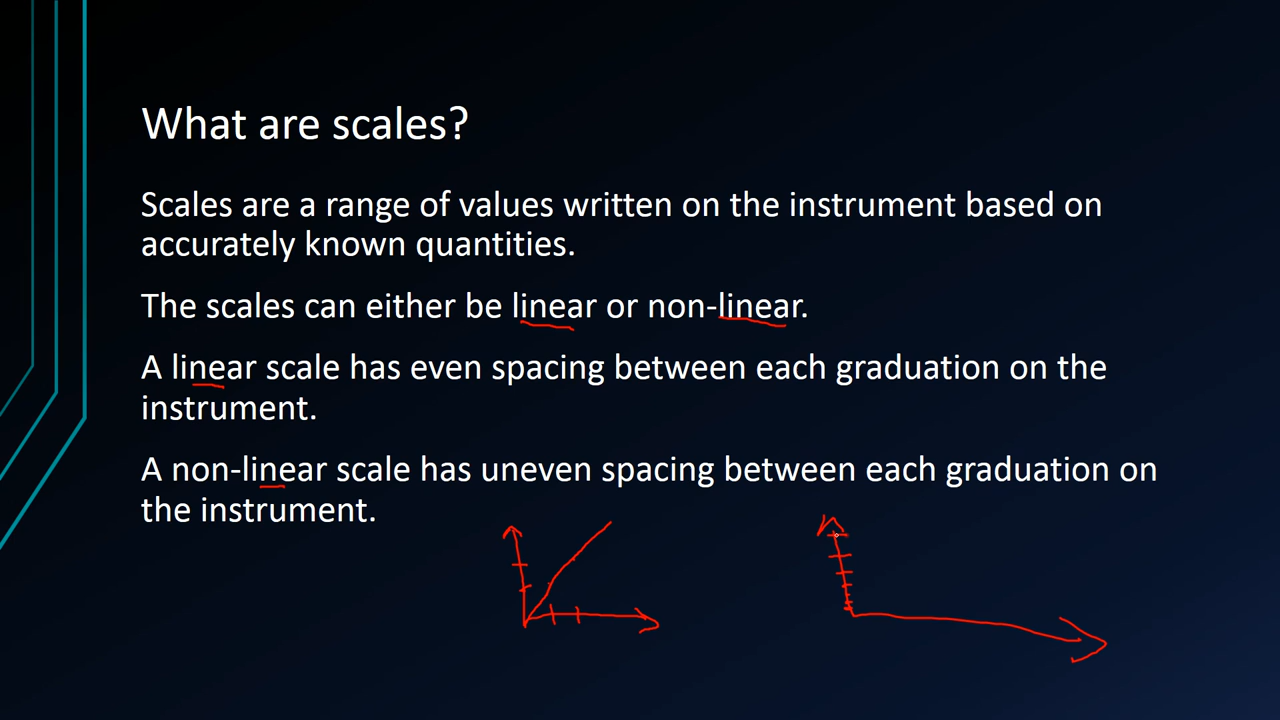 What are scales?
Scales are a range of values written on the instrument based on
accurately known quantities.
The scales can either be linear or non-linear.
A linear scale has even spacing between each graduation on the
instrument.
A non-linear scale has uneven spacing between each graduation on
the instrument.